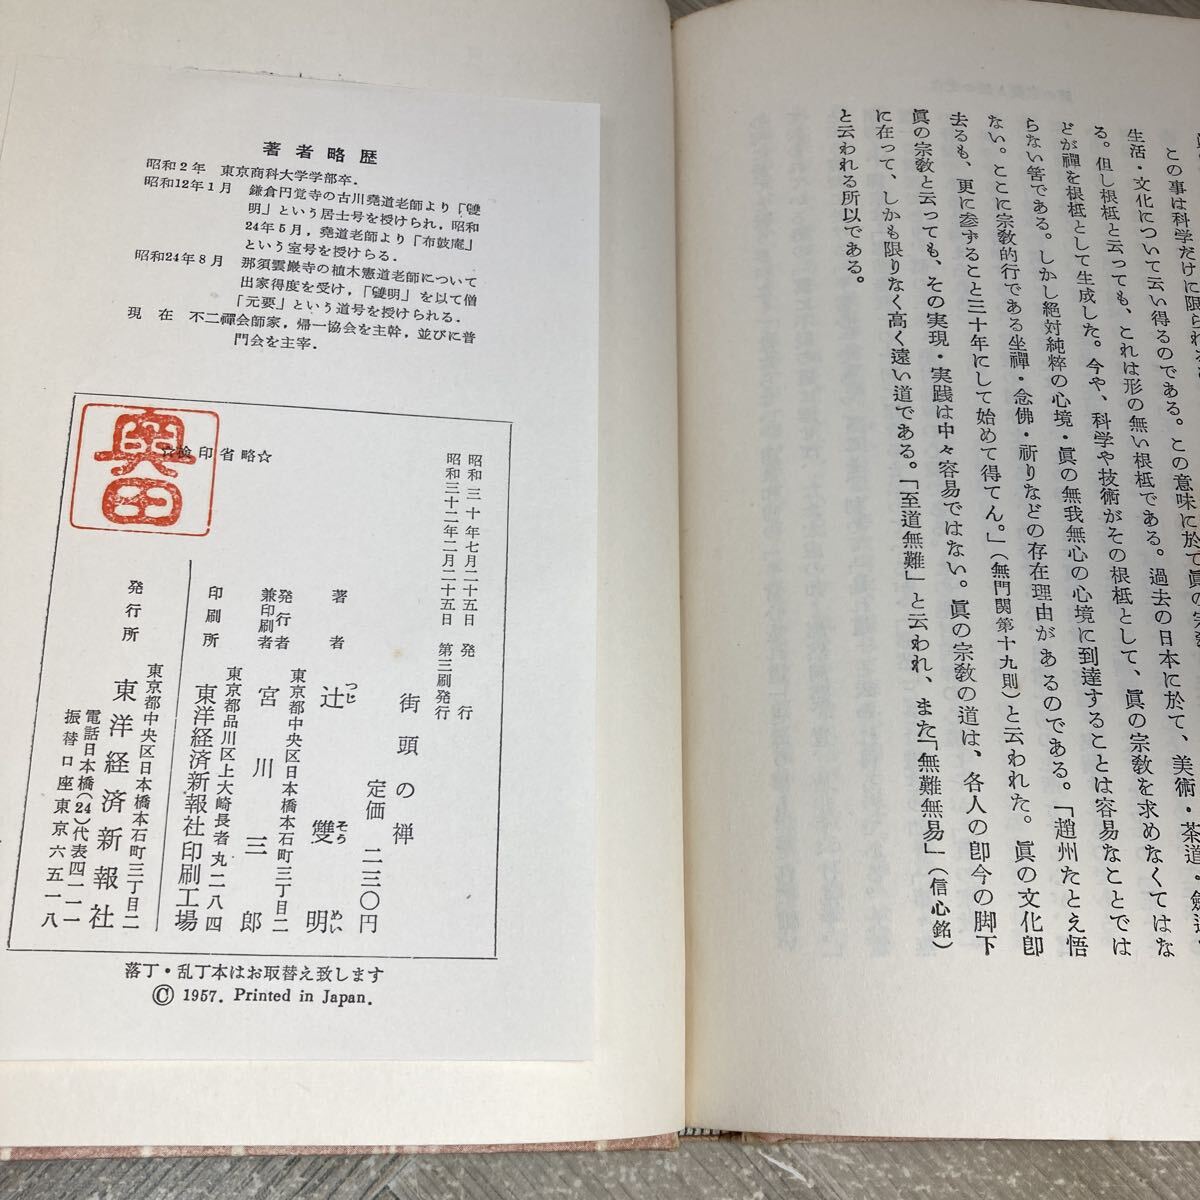 この事は科学だけに限られない
生活・文化について云い得るのである。この意味に於て眞の宗教
る。但し根柢と云っても、これは形の無い根柢である。過去の日本に於て、美術・茶道・劍道
どが禪を根柢として生成した。今や、科学や技術がその根柢として、眞の宗教を求めなくてはな
らない筈である。しかし絶対純粋の心境・眞の無我無心の心境に到達することは容易なことでは
ない。ここに宗教的行である坐禪・念佛・祈りなどの存在理由があるのである。「趙州たとえ悟
去るも、更に参ずること三十年にして始めて得てん。」(無門関第十九則)と云われた。眞の文化卽
眞の宗教と云っても、その実現・実践は中々容易ではない。眞の宗教の道は、各人の卽今の脚下
に在って、しかも限りなく高く遠い道である。「至道無難」と云われ、また「無難無易」(信心銘)
と云われる所以である。
著者略歴
昭和2年 東京商科大学学部卒.
昭和12年1月 鎌倉円覚寺の古川堯道老師より「雙
明」という居士号を授けられ,昭和
24年5月,堯道老師より「布鼓庵」
という室号を授けらる.
昭和24年8月 那須雲巌寺の植木憲道老師について
出家得度を受け,「雙明」を以て僧
「元要」という道号を授けられる.
現在 不二禪会師家,帰一協会を主幹,並びに普
門会を主宰.
☆略省印検☆
奥田
昭和三十年七月二十五日 発行
昭和三十二年二月二十五日 第三刷発行
街頭の禅
定価 二三〇円
著者 辻雙明
つじ そう めい
東京都中央区日本橋本石町三丁目二
発行者兼印刷者 宮川三郎
東京都品川区上大崎長者丸二八四
印刷所 東洋経済新報社印刷工場
東京都中央区日本橋本石町三丁目二
発行所 東洋経済新報社
電話日本橋(24)代表四一一一
振替口座東京六五一八
落丁・乱丁本はお取替え致します
© 1957. Printed in Japan.